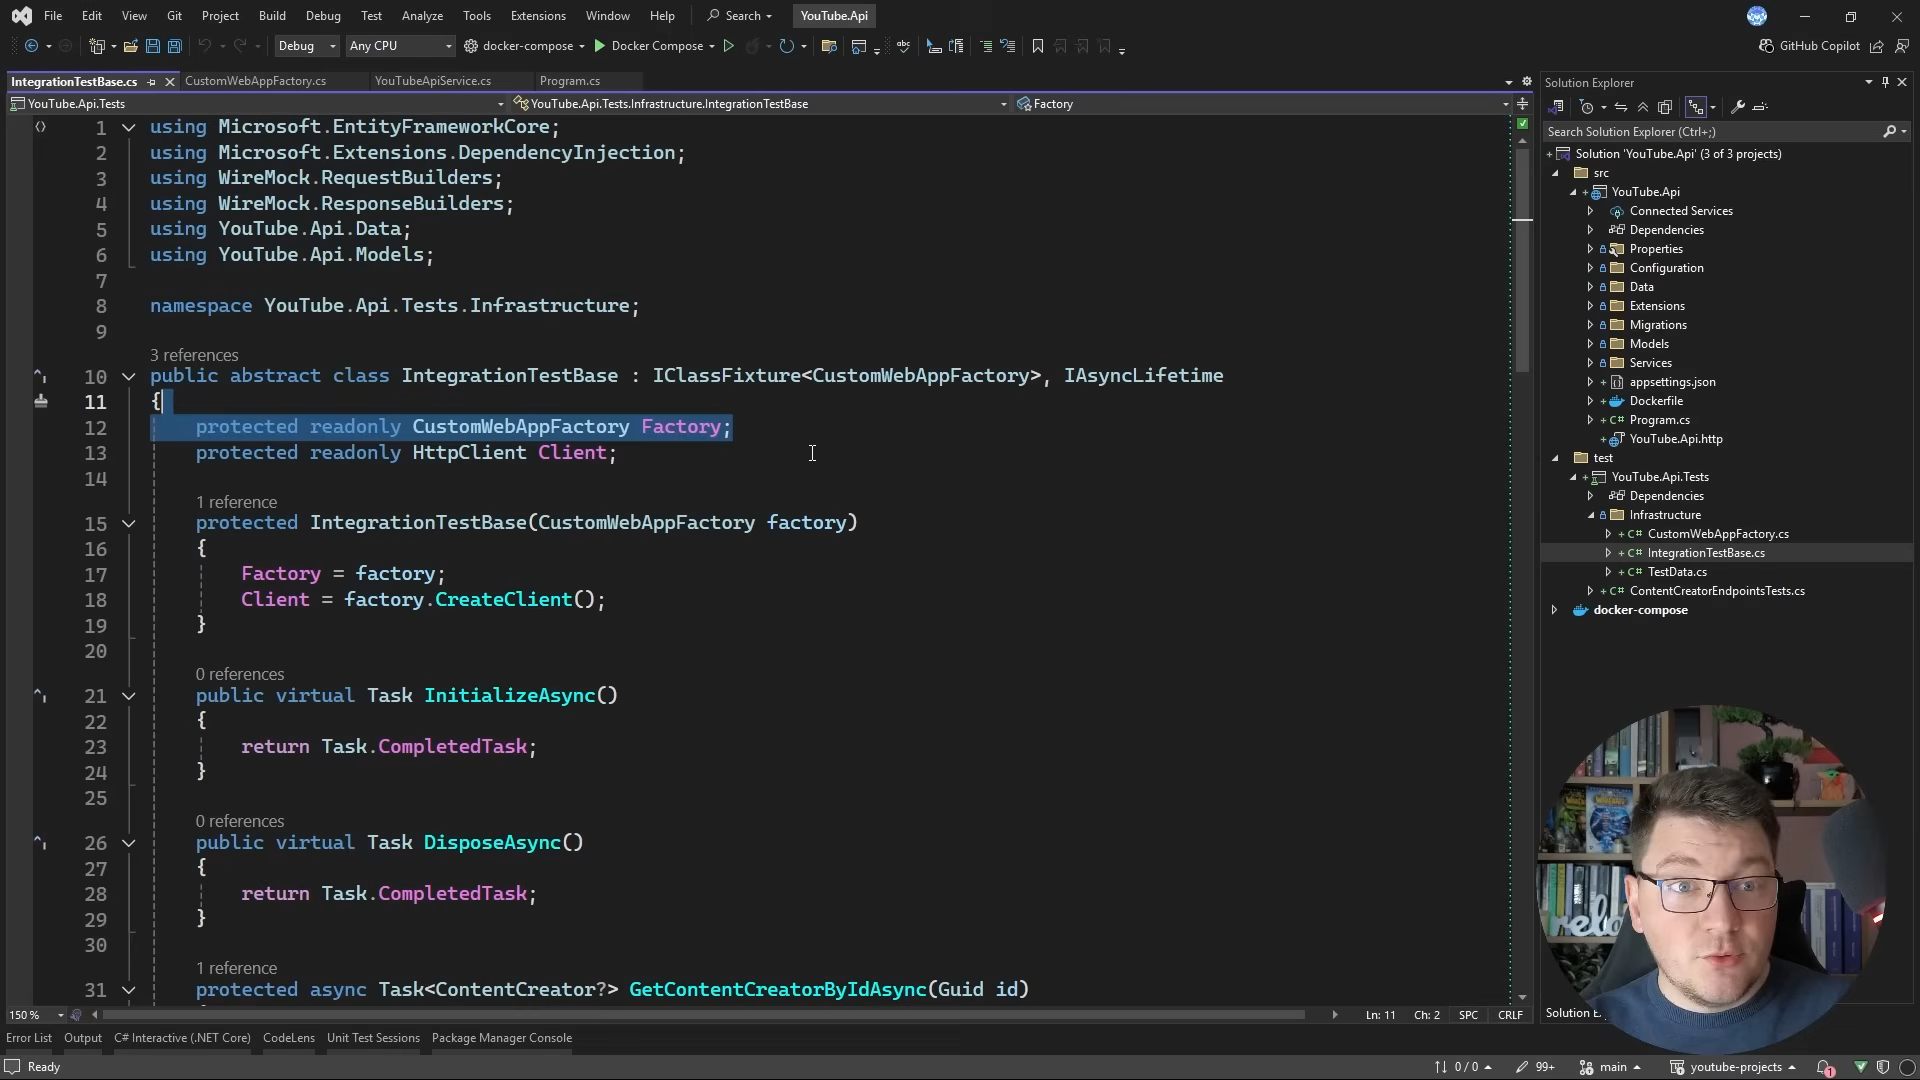 File Edit View Git Project Build Debug Test Analyze Tools Extensions Window Help Search YouTube.Api
Debug Any CPU docker-compose Docker Compose GitHub Copilot
IntegrationTestBase.cs CustomWebAppFactory.cs YouTubeApiService.cs Program.cs
YouTube.Api.Tests YouTube.Api.Tests.Infrastructure.IntegrationTestBase Factory
1 using Microsoft.EntityFrameworkCore;
2 using Microsoft.Extensions.DependencyInjection;
3 using WireMock.RequestBuilders;
4 using WireMock.ResponseBuilders;
5 using YouTube.Api.Data;
6 using YouTube.Api.Models;
7
8 namespace YouTube.Api.Tests.Infrastructure;
9
3 references
10 public abstract class IntegrationTestBase : IClassFixture<CustomWebAppFactory>, IAsyncLifetime
11 {
12 protected readonly CustomWebAppFactory Factory;
13 protected readonly HttpClient Client;
14
1 reference
15 protected IntegrationTestBase(CustomWebAppFactory factory)
16 {
17 Factory = factory;
18 Client = factory.CreateClient();
19 }
20
0 references
21 public virtual Task InitializeAsync()
22 {
23 return Task.CompletedTask;
24 }
25
0 references
26 public virtual Task DisposeAsync()
27 {
28 return Task.CompletedTask;
29 }
30
1 reference
31 protected async Task<ContentCreator?> GetContentCreatorByIdAsync(Guid id)
150 % Ln: 11 Ch: 2 SPC CRLF
Error List Output C# Interactive (.NET Core) CodeLens Unit Test Sessions Package Manager Console
Ready 0 / 0 99+ main youtube-projects 1
Solution Explorer
Search Solution Explorer (Ctrl+;)
Solution 'YouTube.Api' (3 of 3 projects)
src
YouTube.Api
Connected Services
Dependencies
Properties
Configuration
Data
Extensions
Migrations
Models
Services
appsettings.json
Dockerfile
Program.cs
YouTube.Api.http
test
YouTube.Api.Tests
Dependencies
Infrastructure
C# CustomWebAppFactory.cs
C# IntegrationTestBase.cs
C# TestData.cs
C# ContentCreatorEndpointsTests.cs
docker-compose
Solution E